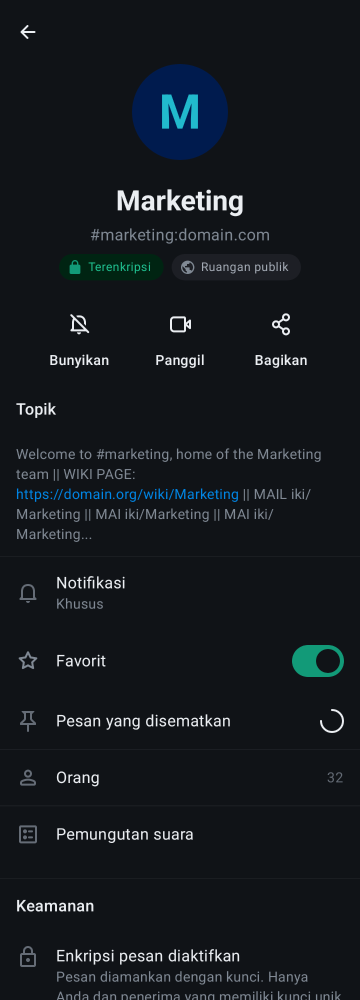 M
Marketing
#marketing:domain.com
Terenkripsi
Ruangan publik
Bunyikan
Panggil
Bagikan
Topik
Welcome to #marketing, home of the Marketing
team || WIKI PAGE:
https://domain.org/wiki/Marketing || MAIL iki/
Marketing || MAI iki/Marketing || MAI iki/
Marketing...
Notifikasi
Khusus
Favorit
Pesan yang disematkan
Orang
32
Pemungutan suara
Keamanan
Enkripsi pesan diaktifkan
Pesan diamankan dengan kunci. Hanya
Anda dan penerima yang memiliki kunci unik